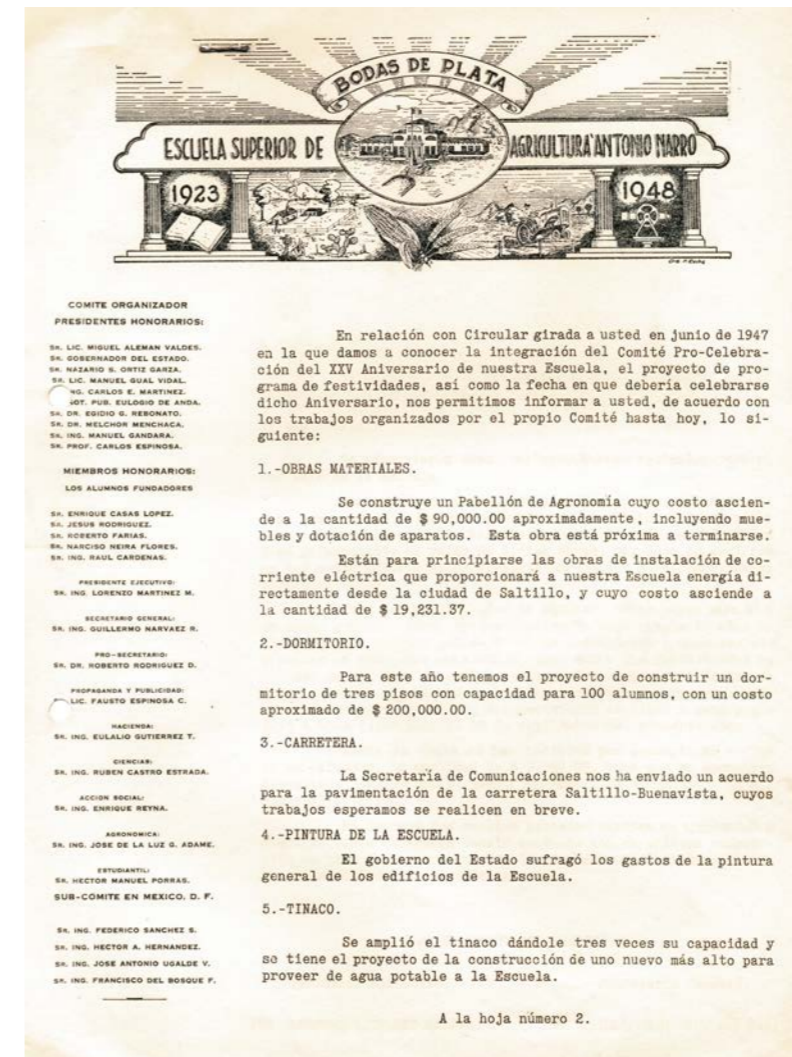 BODAS DE PLATA
ESCUELA SUPERIOR DE AGRICULTURA "ANTONIO NARRO"
1923
1948
COMITE ORGANIZADOR
PRESIDENTES HONORARIOS:
SR. LIC. MIGUEL ALEMAN VALDES.
SR. GOBERNADOR DEL ESTADO.
SR. NAZARIO S. ORTIZ GARZA.
SR. LIC. MANUEL GUAL VIDAL.
NG. CARLOS E. MARTINEZ.
NOT. PUB. EULOGIO DE ANDA.
SR. DR. EGIDIO G. REBONATO.
SR. DR. MELCHOR MENCHACA.
SR. ING. MANUEL GANDARA.
SR. PROF. CARLOS ESPINOSA.
MIEMBROS HONORARIOS:
LOS ALUMNOS FUNDADORES
SR. ENRIQUE CASAS LOPEZ.
SR. JESUS RODRIGUEZ.
SR. ROBERTO FARIAS.
SR. NARCISO NEIRA FLORES.
SR. ING. RAUL CARDENAS.
PRESIDENTE EJECUTIVO:
SR. ING. LORENZO MARTINEZ M.
SECRETARIO GENERAL:
SR. ING. GUILLERMO NARVAEZ R.
PRO-SECRETARIO:
SR. DR. ROBERTO RODRIGUEZ D.
PROPAGANDA Y PUBLICIDAD:
LIC. FAUSTO ESPINOSA C.
HACIENDA:
SR. ING. EULALIO GUTIERREZ T.
CIENCIAS:
SR. ING. RUBEN CASTRO ESTRADA.
ACCION SOCIAL:
SR. ING. ENRIQUE REYNA.
AGRONOMICA:
SR. ING. JOSE DE LA LUZ G. ADAME.
ESTUDIANTIL:
SR. HECTOR MANUEL PORRAS.
SUB-COMITE EN MEXICO, D. F.
SR. ING. FEDERICO SANCHEZ S.
SR. ING. HECTOR A. HERNANDEZ.
SR. ING. JOSE ANTONIO UGALDE V.
SR. ING. FRANCISCO DEL BOSQUE F.
En relación con Circular girada a usted en junio de 1947
en la que damos a conocer la integración del Comité Pro-Celebra-
ción del XXV Aniversario de nuestra Escuela, el proyecto de pro-
grama de festividades, así como la fecha en que debería celebrarse
dicho Aniversario, nos permitimos informar a usted, de acuerdo con
los trabajos organizados por el propio Comité hasta hoy, lo si-
guiente:
1.-OBRAS MATERIALES.
Se construye un Pabellón de Agronomía cuyo costo ascien-
de a la cantidad de $ 90,000.00 aproximadamente, incluyendo mue-
bles y dotación de aparatos. Esta obra está próxima a terminarse.
Están para principiarse las obras de instalación de co-
rriente eléctrica que proporcionará a nuestra Escuela energía di-
rectamente desde la ciudad de Saltillo, y cuyo costo asciende a
la cantidad de $ 19,231.37.
2.-DORMITORIO.
Para este año tenemos el proyecto de construir un dor-
mitorio de tres pisos con capacidad para 100 alumnos, con un costo
aproximado de $ 200,000.00.
3.-CARRETERA.
La Secretaría de Comunicaciones nos ha enviado un acuerdo
para la pavimentación de la carretera Saltillo-Buenavista, cuyos
trabajos esperamos se realicen en breve.
4.-PINTURA DE LA ESCUELA.
El gobierno del Estado sufragó los gastos de la pintura
general de los edificios de la Escuela.
5.-TINACO.
Se amplió el tinaco dándole tres veces su capacidad y
se tiene el proyecto de la construcción de uno nuevo más alto para
proveer de agua potable a la Escuela.
A la hoja número 2.